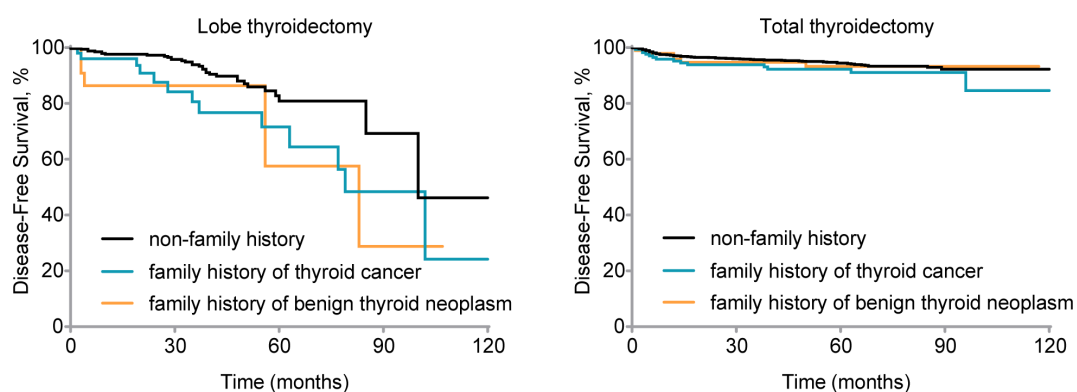 Lobe thyroidectomy
Disease-Free Survival, %
100
80
60
40
20
0
non-family history
family history of thyroid cancer
family history of benign thyroid neoplasm
0 30 60 90 120
Time (months)
Total thyroidectomy
Disease-Free Survival, %
100
80
60
40
20
0
non-family history
family history of thyroid cancer
family history of benign thyroid neoplasm
0 30 60 90 120
Time (months)